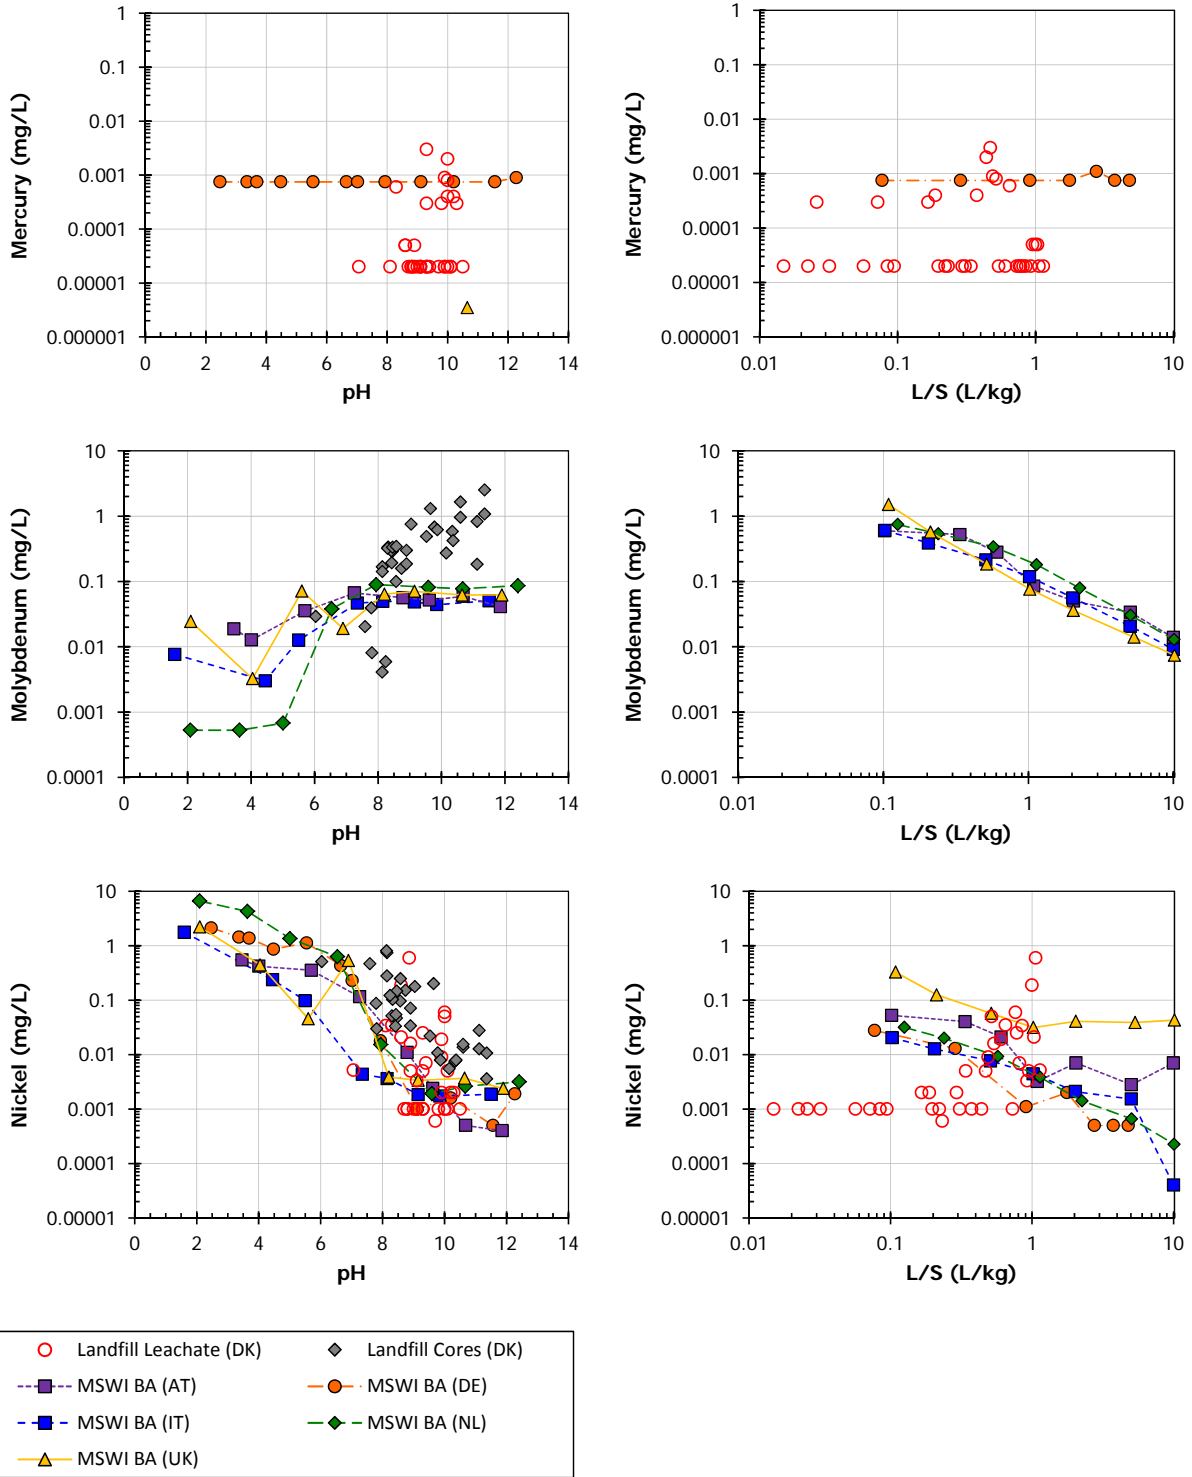 1
0.1
0.01
0.001
0.0001
0.00001
0.000001
Mercury (mg/L)
0 2 4 6 8 10 12 14
pH
1
0.1
0.01
0.001
0.0001
0.00001
0.000001
Mercury (mg/L)
0.01 0.1 1 10
L/S (L/kg)
10
1
0.1
0.01
0.001
0.0001
Molybdenum (mg/L)
0 2 4 6 8 10 12 14
pH
10
1
0.1
0.01
0.001
0.0001
Molybdenum (mg/L)
0.01 0.1 1 10
L/S (L/kg)
10
1
0.1
0.01
0.001
0.0001
0.00001
Nickel (mg/L)
0 2 4 6 8 10 12 14
pH
10
1
0.1
0.01
0.001
0.0001
0.00001
Nickel (mg/L)
0.01 0.1 1 10
L/S (L/kg)
Landfill Leachate (DK) Landfill Cores (DK)
MSWI BA (AT) MSWI BA (DE)
MSWI BA (IT) MSWI BA (NL)
MSWI BA (UK)